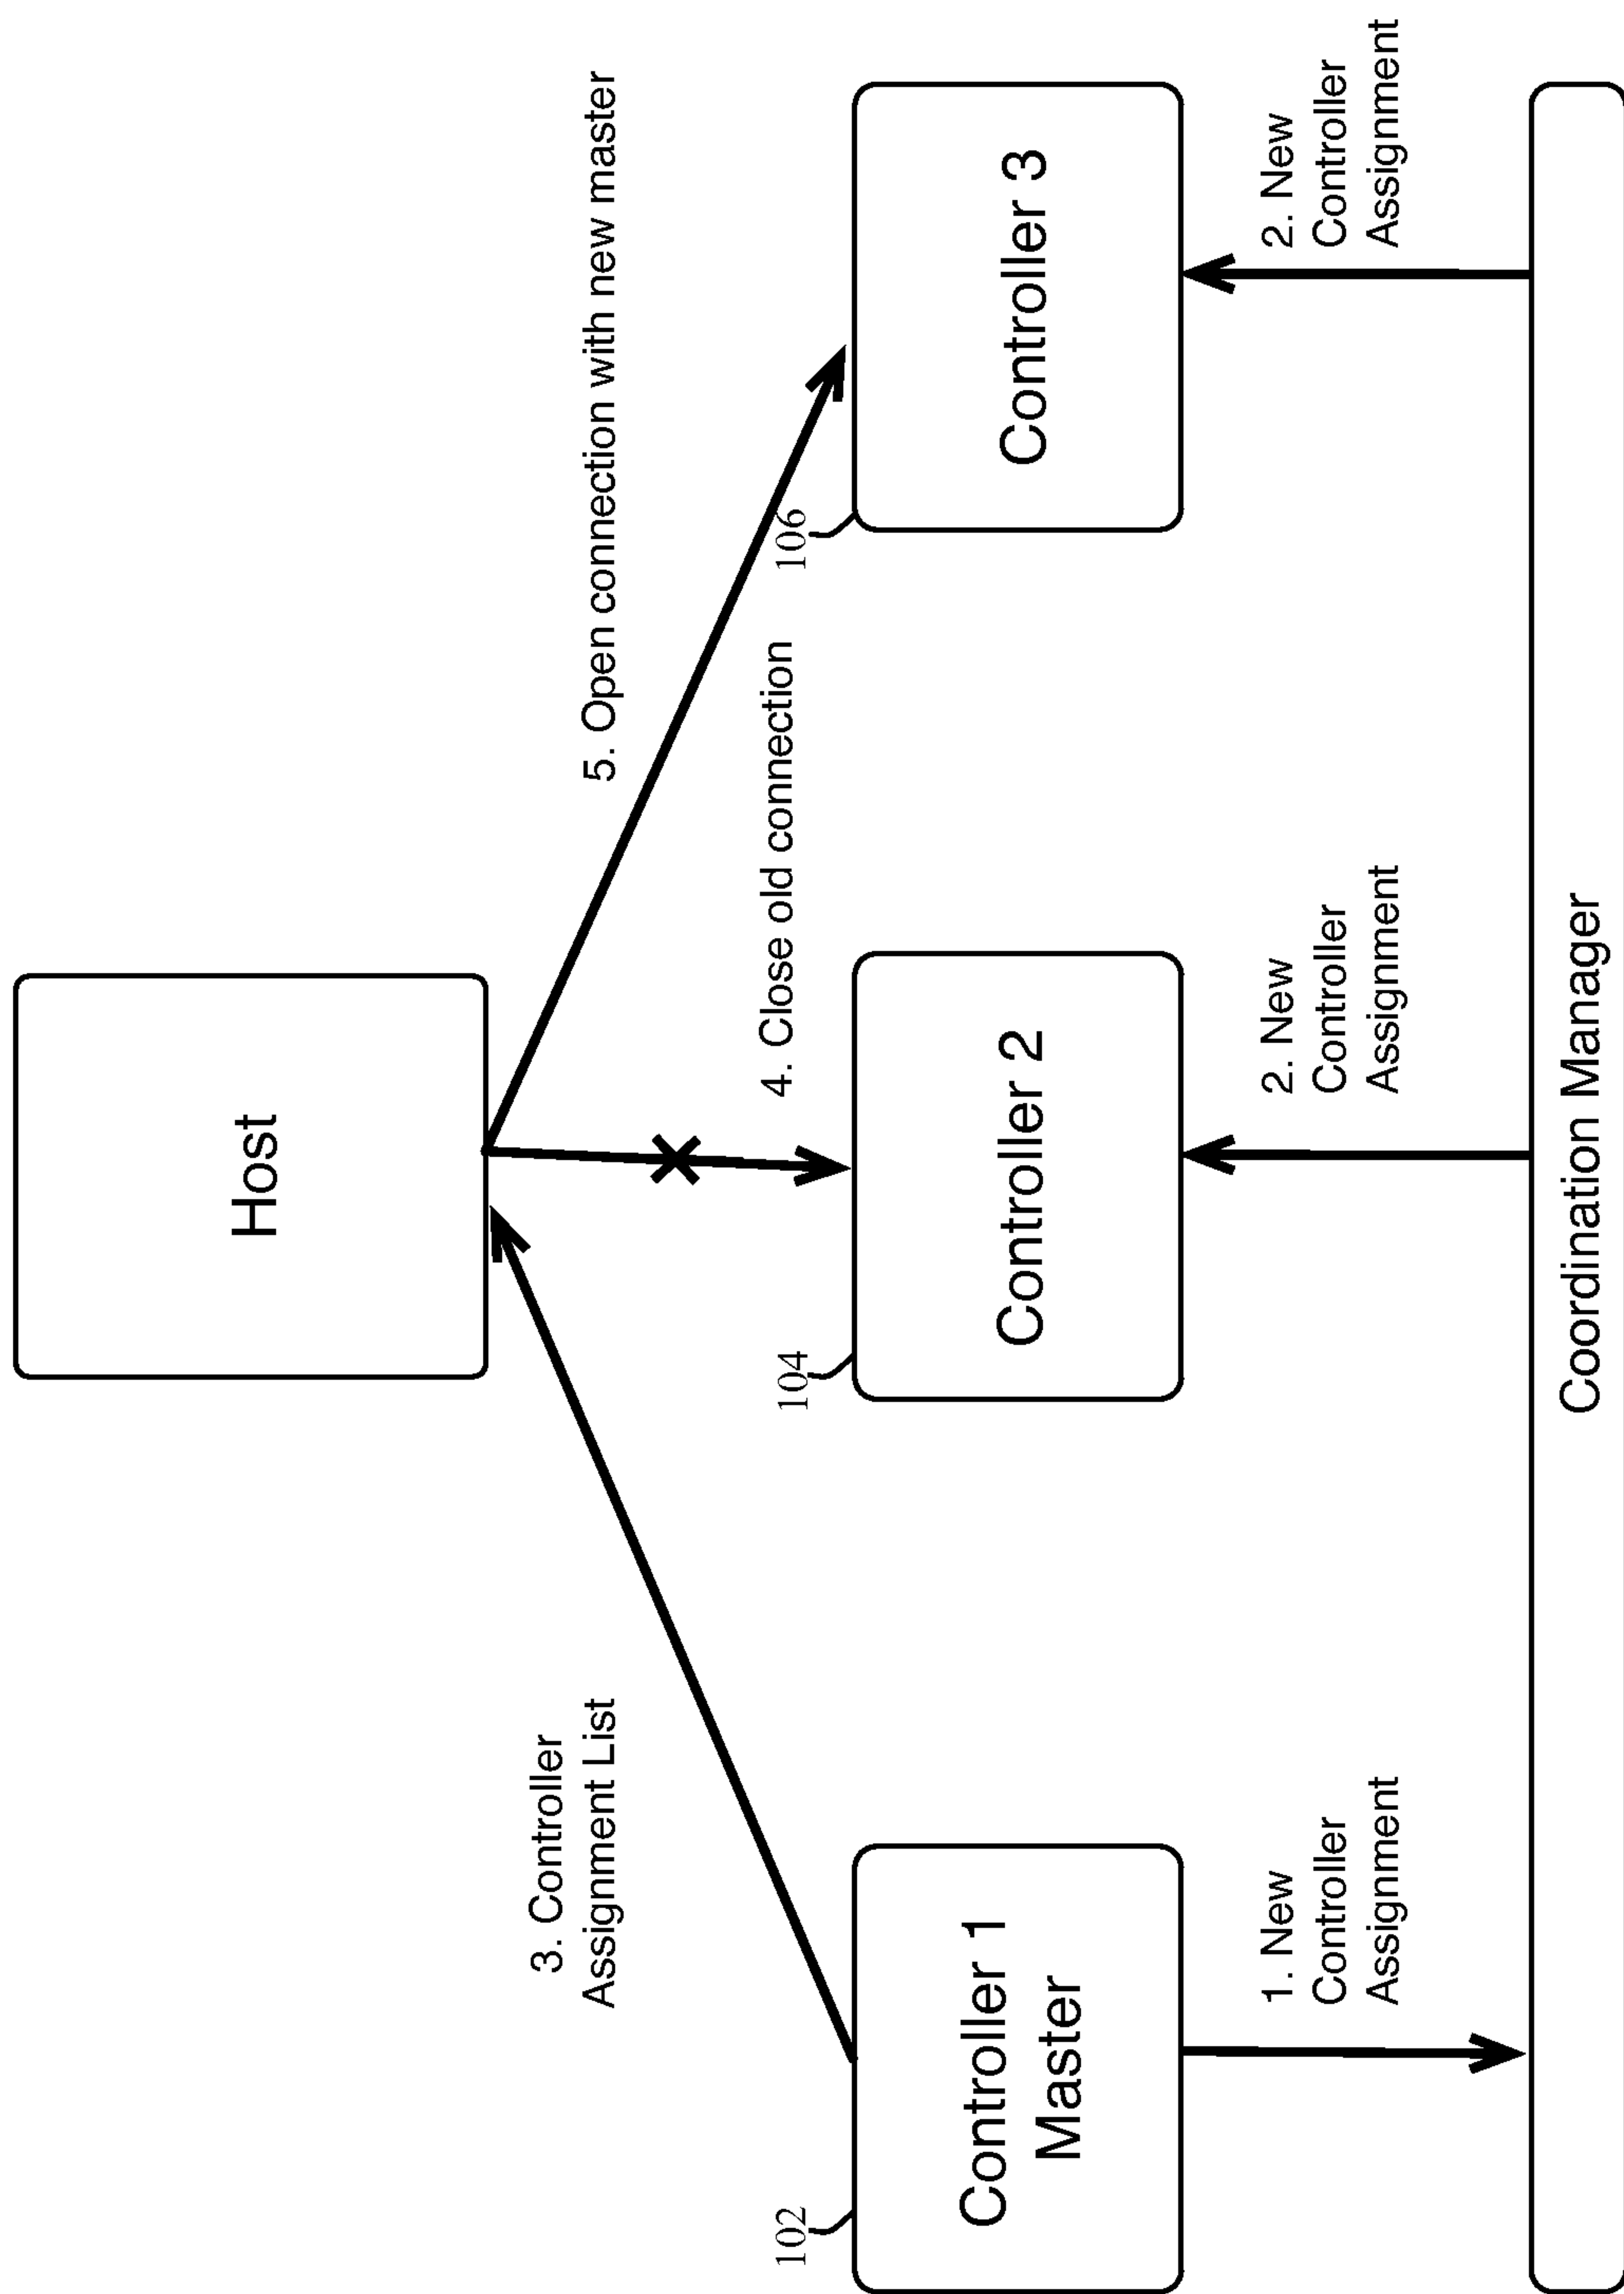 Host
3. Controller
Assignment List
5. Open connection with new master
4. Close old connection
102
Controller 1
Master
104
Controller 2
106
Controller 3
1. New
Controller
Assignment
2. New
Controller
Assignment
2. New
Controller
Assignment
Coordination Manager